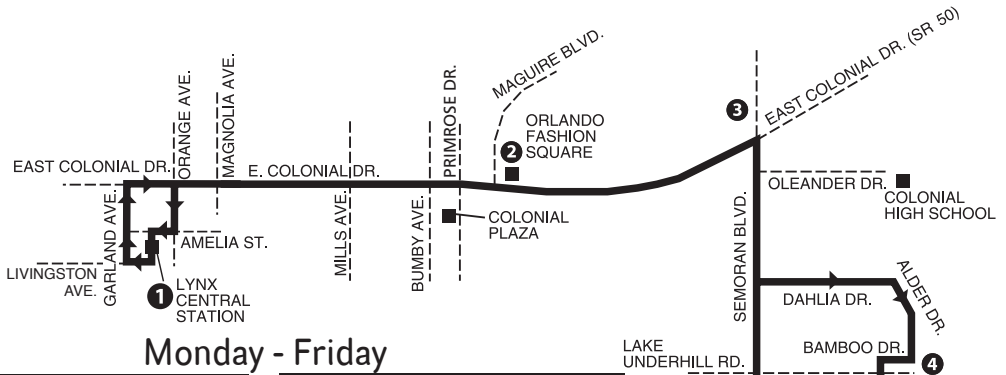 EAST COLONIAL DR.
ORANGE AVE.
MAGNOLIA AVE.
E. COLONIAL DR.
GARLAND AVE.
AMELIA ST.
LIVINGSTON
AVE.
1 LYNX
CENTRAL
STATION
MILLS AVE.
BUMBY AVE.
PRIMROSE DR.
COLONIAL
PLAZA
MAGUIRE BLVD.
2 ORLANDO
FASHION
SQUARE
3
EAST COLONIAL DR. (SR 50)
OLEANDER DR.
COLONIAL
HIGH SCHOOL
SEMORAN BLVD.
DAHLIA DR.
ALDER DR.
BAMBOO DR.
4
LAKE
UNDERHILL RD.
Monday - Friday